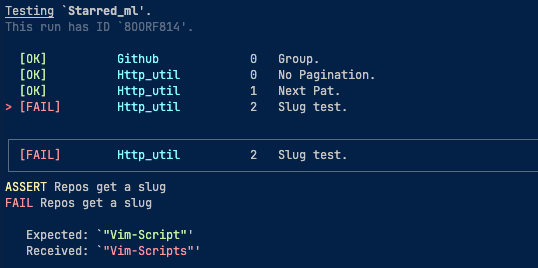 Testing `Starred_ml'.
This run has ID `8OORF814'.
[OK] Github 0 Group.
[OK] Http_util 0 No Pagination.
[OK] Http_util 1 Next Pat.
> [FAIL] Http_util 2 Slug test.
[FAIL] Http_util 2 Slug test.
ASSERT Repos get a slug
FAIL Repos get a slug
Expected: `"Vim-Script"'
Received: `"Vim-Scripts"'